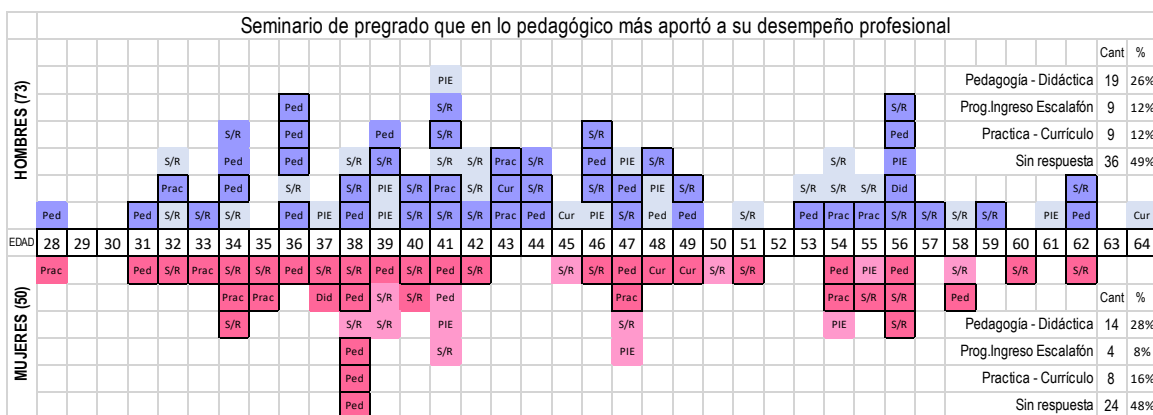 Seminario de pregrado que en lo pedagógico más aportó a su desempeño profesional
Cant %
HOMBRES (73)
PIE Pedagogía - Didáctica 19 26%
Ped S/R S/R Prog.Ingreso Escalafón 9 12%
S/R Ped Ped S/R S/R Ped Practica - Currículo 9 12%
S/R Ped Ped S/R S/R S/R S/R Prac S/R Ped PIE S/R S/R PIE Sin respuesta 36 49%
Prac Ped S/R S/R PIE S/R Prac S/R Cur S/R S/R Ped PIE S/R S/R S/R S/R Did S/R
Ped Ped S/R S/R S/R Ped PIE Ped PIE S/R S/R S/R Prac Ped Cur PIE S/R Ped Ped S/R Ped Prac Prac S/R S/R S/R S/R PIE Ped Cur
EDAD 28 29 30 31 32 33 34 35 36 37 38 39 40 41 42 43 44 45 46 47 48 49 50 51 52 53 54 55 56 57 58 59 60 61 62 63 64
Prac Ped S/R Prac S/R S/R Ped S/R S/R Ped S/R Ped S/R S/R S/R Ped Cur Cur S/R S/R Ped PIE Ped S/R S/R S/R
MUJERES (50)
Prac Prac Did Ped S/R S/R Ped Prac Prac S/R S/R Ped Cant %
S/R S/R S/R PIE S/R PIE S/R Pedagogía - Didáctica 14 28%
Ped S/R PIE Prog.Ingreso Escalafón 4 8%
Ped Practica - Currículo 8 16%
Ped Sin respuesta 24 48%